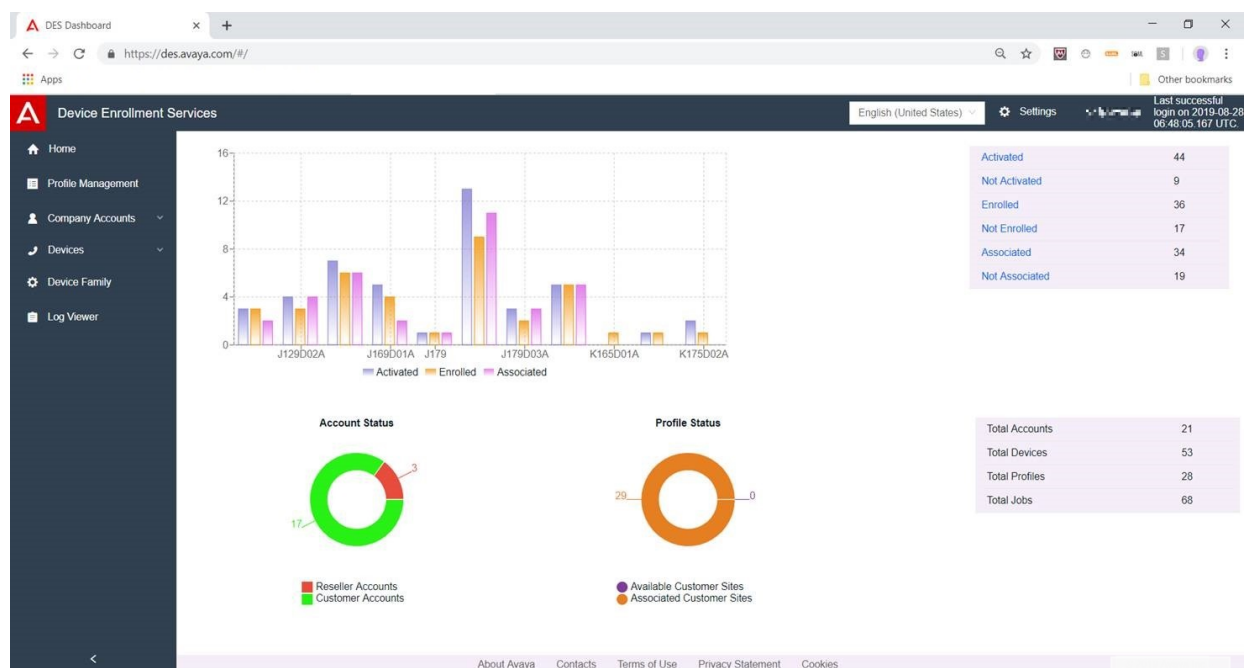 DES Dashboard
https://des.avaya.com/#/
Apps
Other bookmarks
Device Enrollment Services
English (United States)
Settings
Last successful
login on 2019-08-28
06:48:05.167 UTC.
Home
Profile Management
Company Accounts
Devices
Device Family
Log Viewer
16
12
8
4
0
J129D02A
J169D01A
J179
J179D03A
K165D01A
K175D02A
Activated
Enrolled
Associated
Activated 44
Not Activated 9
Enrolled 36
Not Enrolled 17
Associated 34
Not Associated 19
Account Status
3
17
Reseller Accounts
Customer Accounts
Profile Status
29
0
Available Customer Sites
Associated Customer Sites
Total Accounts 21
Total Devices 53
Total Profiles 28
Total Jobs 68
About Avaya Contacts Terms of Use Privacy Statement Cookies